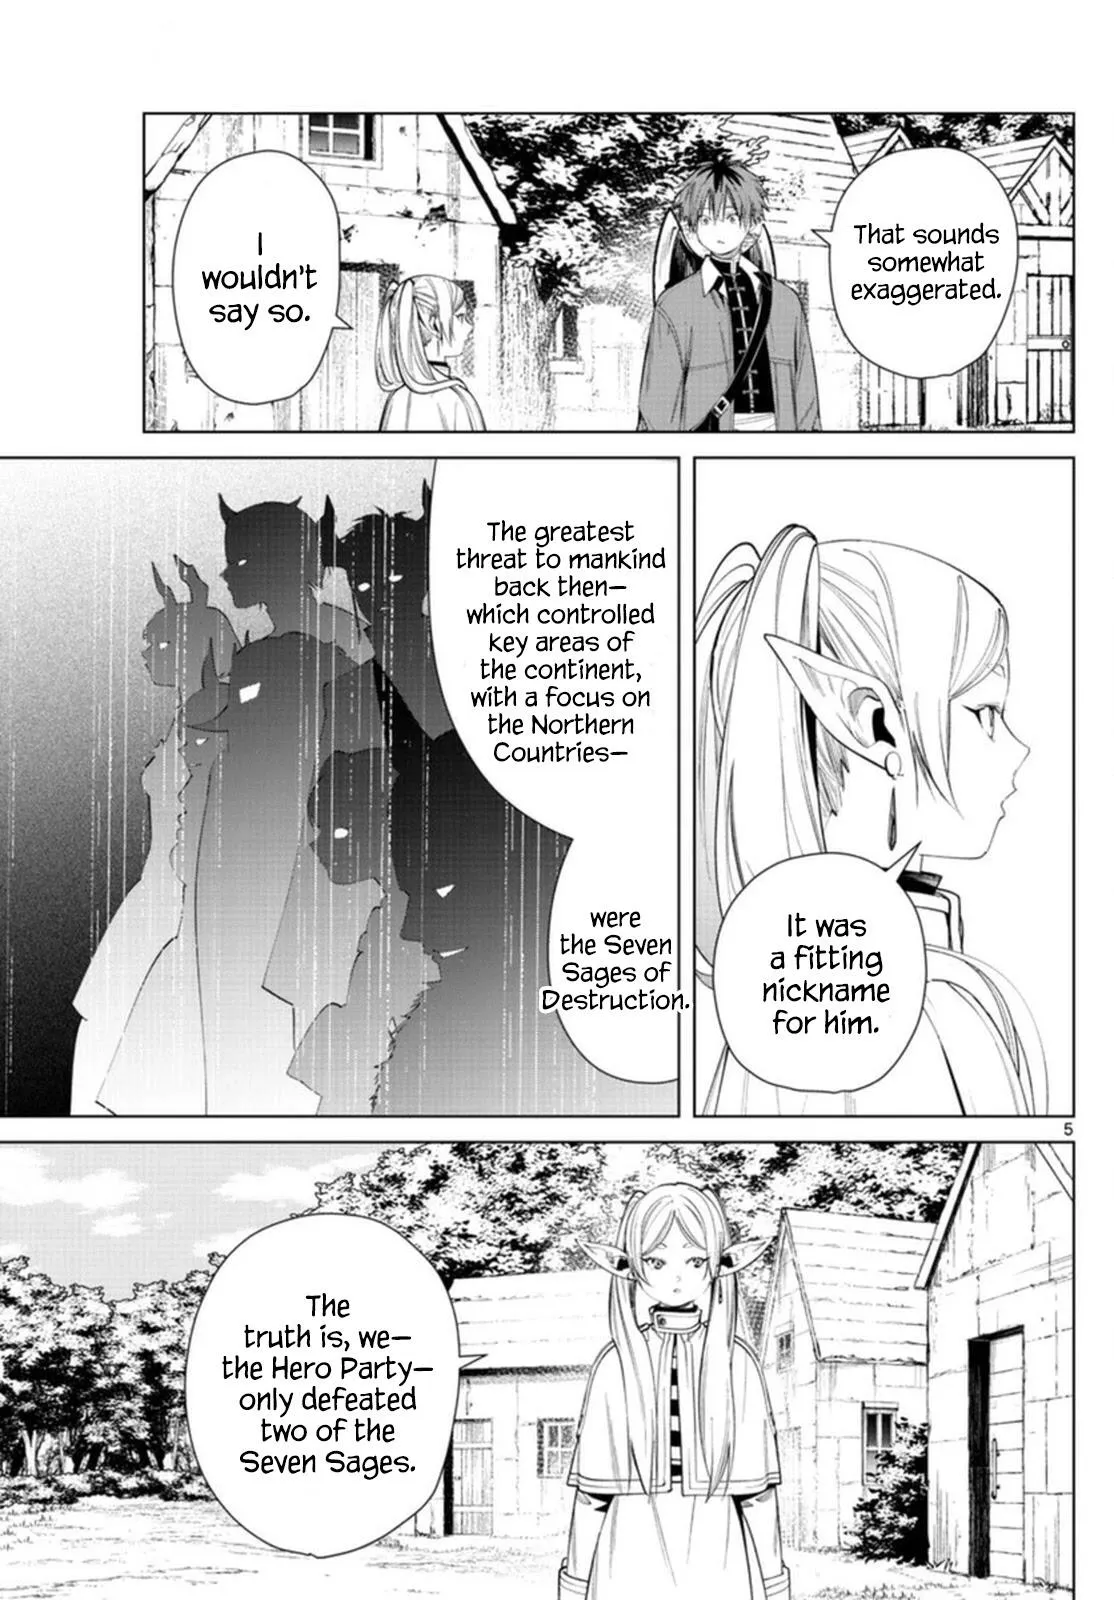 That sounds
somewhat
exaggerated.
I
wouldn't
say so.
It was
a fitting
nickname
for him.
The greatest
threat to mankind
back then—
which controlled
key areas of
the continent,
with a focus on
the Northern
Countries—
were
the Seven
Sages of
Destruction.
5
The
truth is, we—
the Hero Party—
only defeated
two of the
Seven Sages.